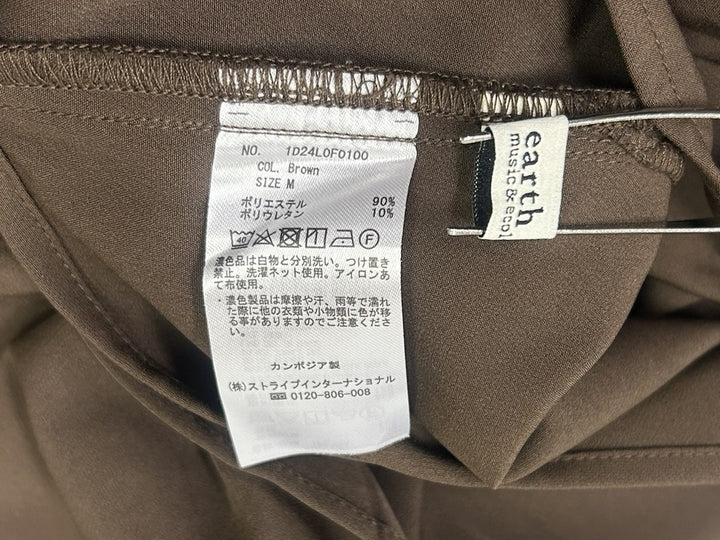 NO. 1D24L0F0100
COL. Brown
SIZE M
ポリエステル 90%
ポリウレタン 10%
40
濃色品は白物と分別洗い。つけ置き
禁止。洗濯ネット使用。アイロンあ
て布使用。
・濃色製品は摩擦や汗、雨等で濡れ
た際に他の衣類や小物類に色が移
る事がありますのでご注意くださ
い。
カンボジア製
(株)ストライプインターナショナル
0120-806-008
earth
music & ecol